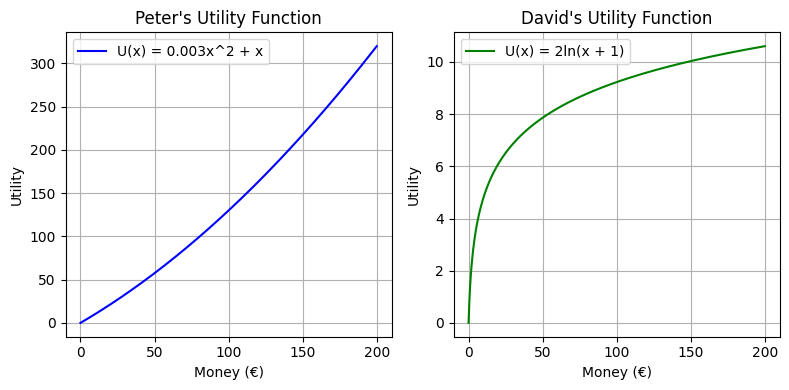 Peter's Utility Function
U(x) = 0.003x^2 + x
300
250
200
150
100
50
0
Utility
0 50 100 150 200
Money (€)
David's Utility Function
U(x) = 2ln(x + 1)
10
8
6
4
2
0
Utility
0 50 100 150 200
Money (€)